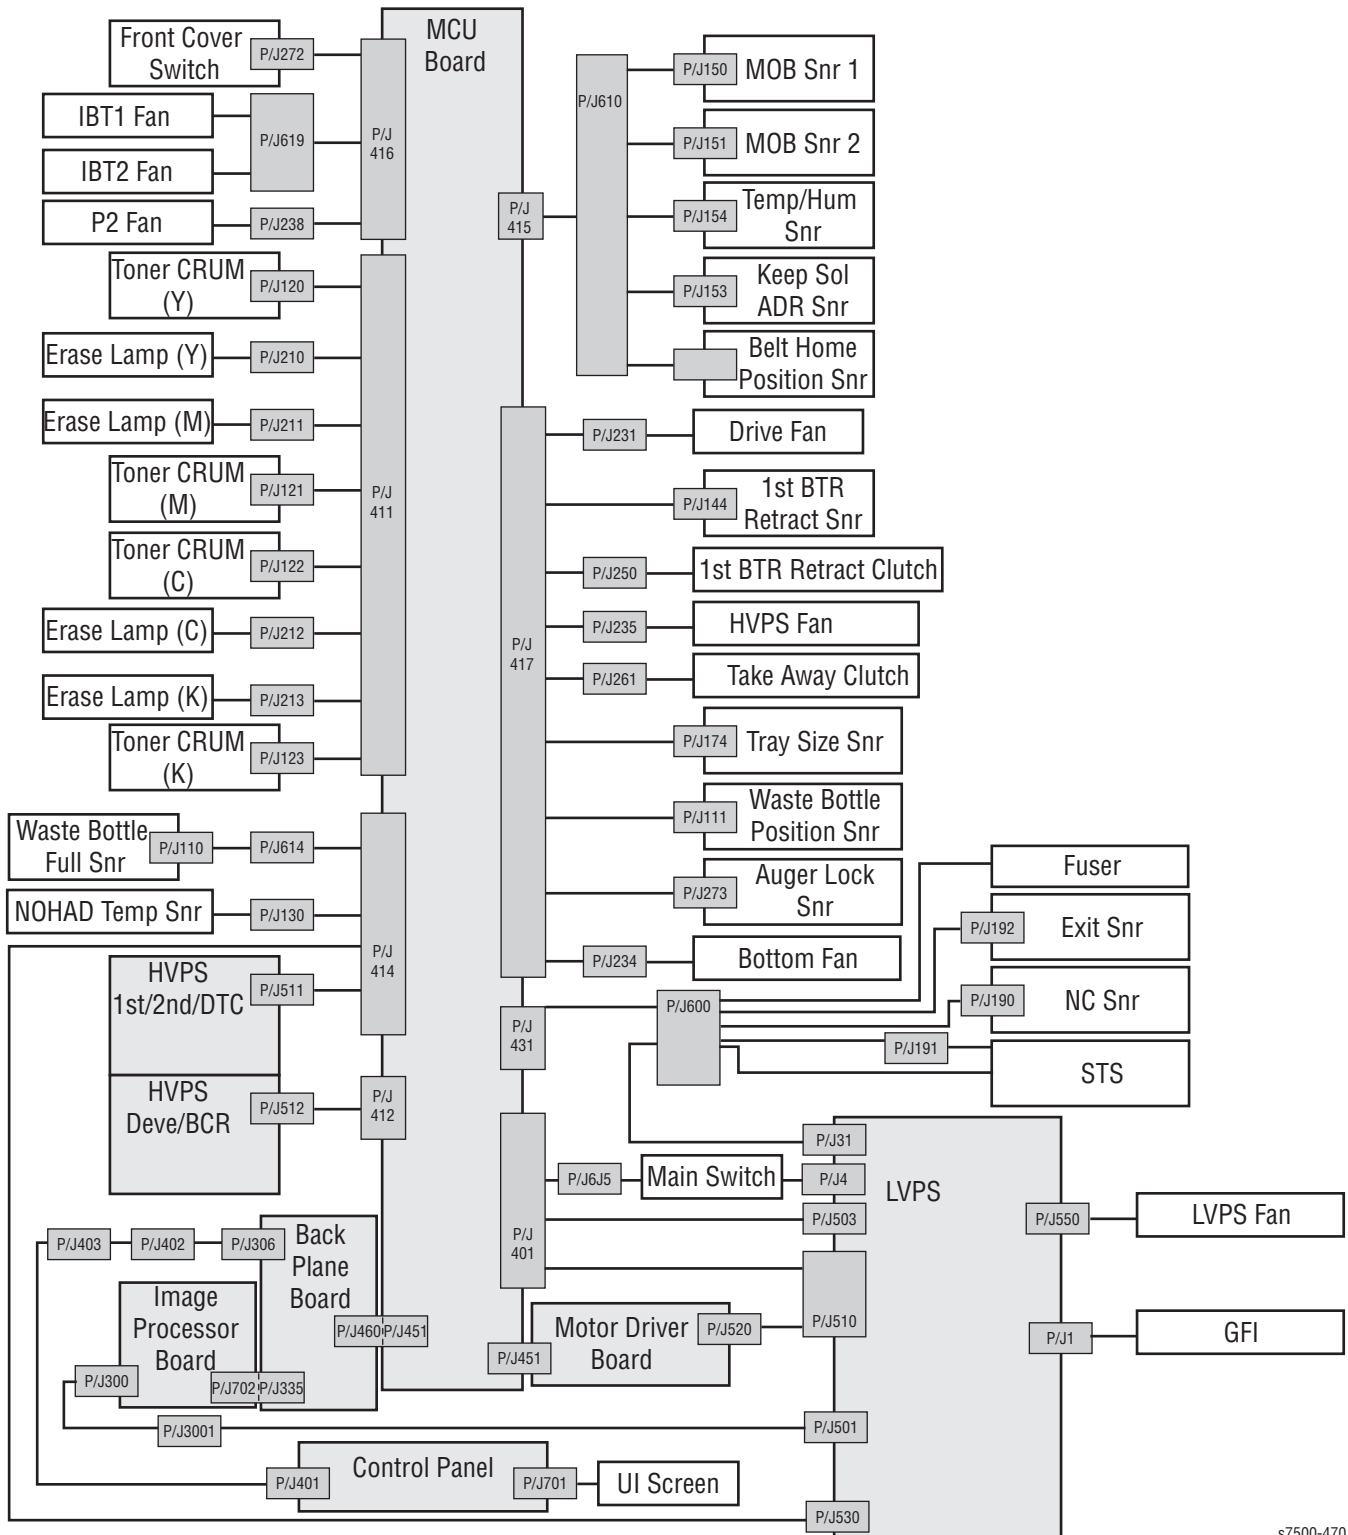 MCU
Board
Front Cover
Switch
P/J272
IBT1 Fan
IBT2 Fan
P/J619
P2 Fan
P/J238
P/J
416
Toner CRUM
(Y)
P/J120
Erase Lamp (Y)
P/J210
Erase Lamp (M)
P/J211
Toner CRUM
(M)
P/J121
Toner CRUM
(C)
P/J122
Erase Lamp (C)
P/J212
Erase Lamp (K)
P/J213
Toner CRUM
(K)
P/J123
P/J
411
Waste Bottle
Full Snr
P/J110
P/J614
NOHAD Temp Snr
P/J130
HVPS
1st/2nd/DTC
P/J511
P/J
414
HVPS
Deve/BCR
P/J512
P/J
412
P/J
415
P/J610
P/J150
MOB Snr 1
P/J151
MOB Snr 2
P/J154
Temp/Hum
Snr
P/J153
Keep Sol
ADR Snr
Belt Home
Position Snr
P/J
417
P/J231
Drive Fan
P/J144
1st BTR
Retract Snr
P/J250
1st BTR Retract Clutch
P/J235
HVPS Fan
P/J261
Take Away Clutch
P/J174
Tray Size Snr
P/J111
Waste Bottle
Position Snr
P/J273
Auger Lock
Snr
P/J234
Bottom Fan
P/J
431
P/J600
Fuser
P/J192
Exit Snr
P/J190
NC Snr
P/J191
STS
P/J
401
P/J6J5
Main Switch
P/J31
P/J4
P/J503
P/J510
LVPS
P/J550
LVPS Fan
P/J1
GFI
P/J451
Motor Driver
Board
P/J520
P/J403
P/J402
P/J306
Back
Plane
Board
P/J460
P/J451
Image
Processor
Board
P/J300
P/J702
P/J335
P/J3001
P/J501
P/J401
Control Panel
P/J701
UI Screen
P/J530
s7500-470